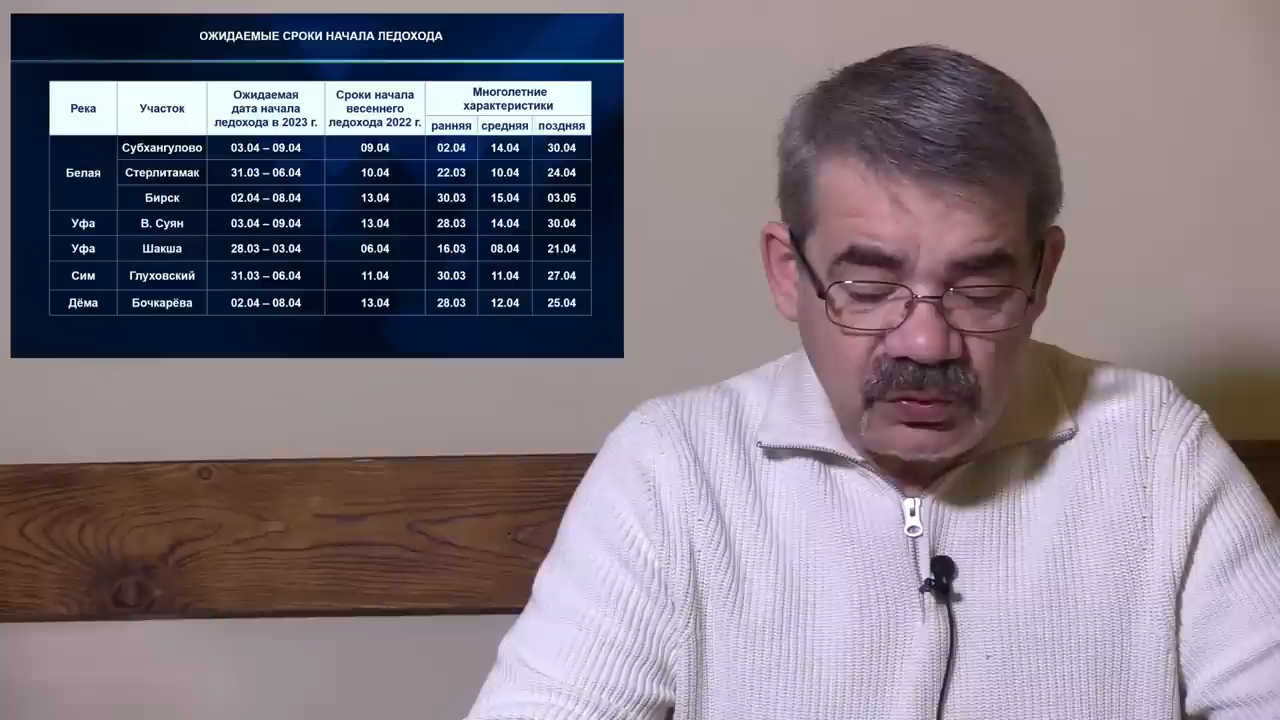 ОЖИДАЕМЫЕ СРОКИ НАЧАЛА ЛЕДОХОДА
Река Участок Ожидаемая дата начала ледохода в 2023 г. Сроки начала весеннего ледохода 2022 г. Многолетние характеристики
ранняя средняя поздняя
Белая Субхангулово 03.04 – 09.04 09.04 02.04 14.04 30.04
Стерлитамак 31.03 – 06.04 10.04 22.03 10.04 24.04
Бирск 02.04 – 08.04 13.04 30.03 15.04 03.05
Уфа В. Суян 03.04 – 09.04 13.04 28.03 14.04 30.04
Уфа Шакша 28.03 – 03.04 06.04 16.03 08.04 21.04
Сим Глуховский 31.03 – 06.04 11.04 30.03 11.04 27.04
Дёма Бочкарёва 02.04 – 08.04 13.04 28.03 12.04 25.04